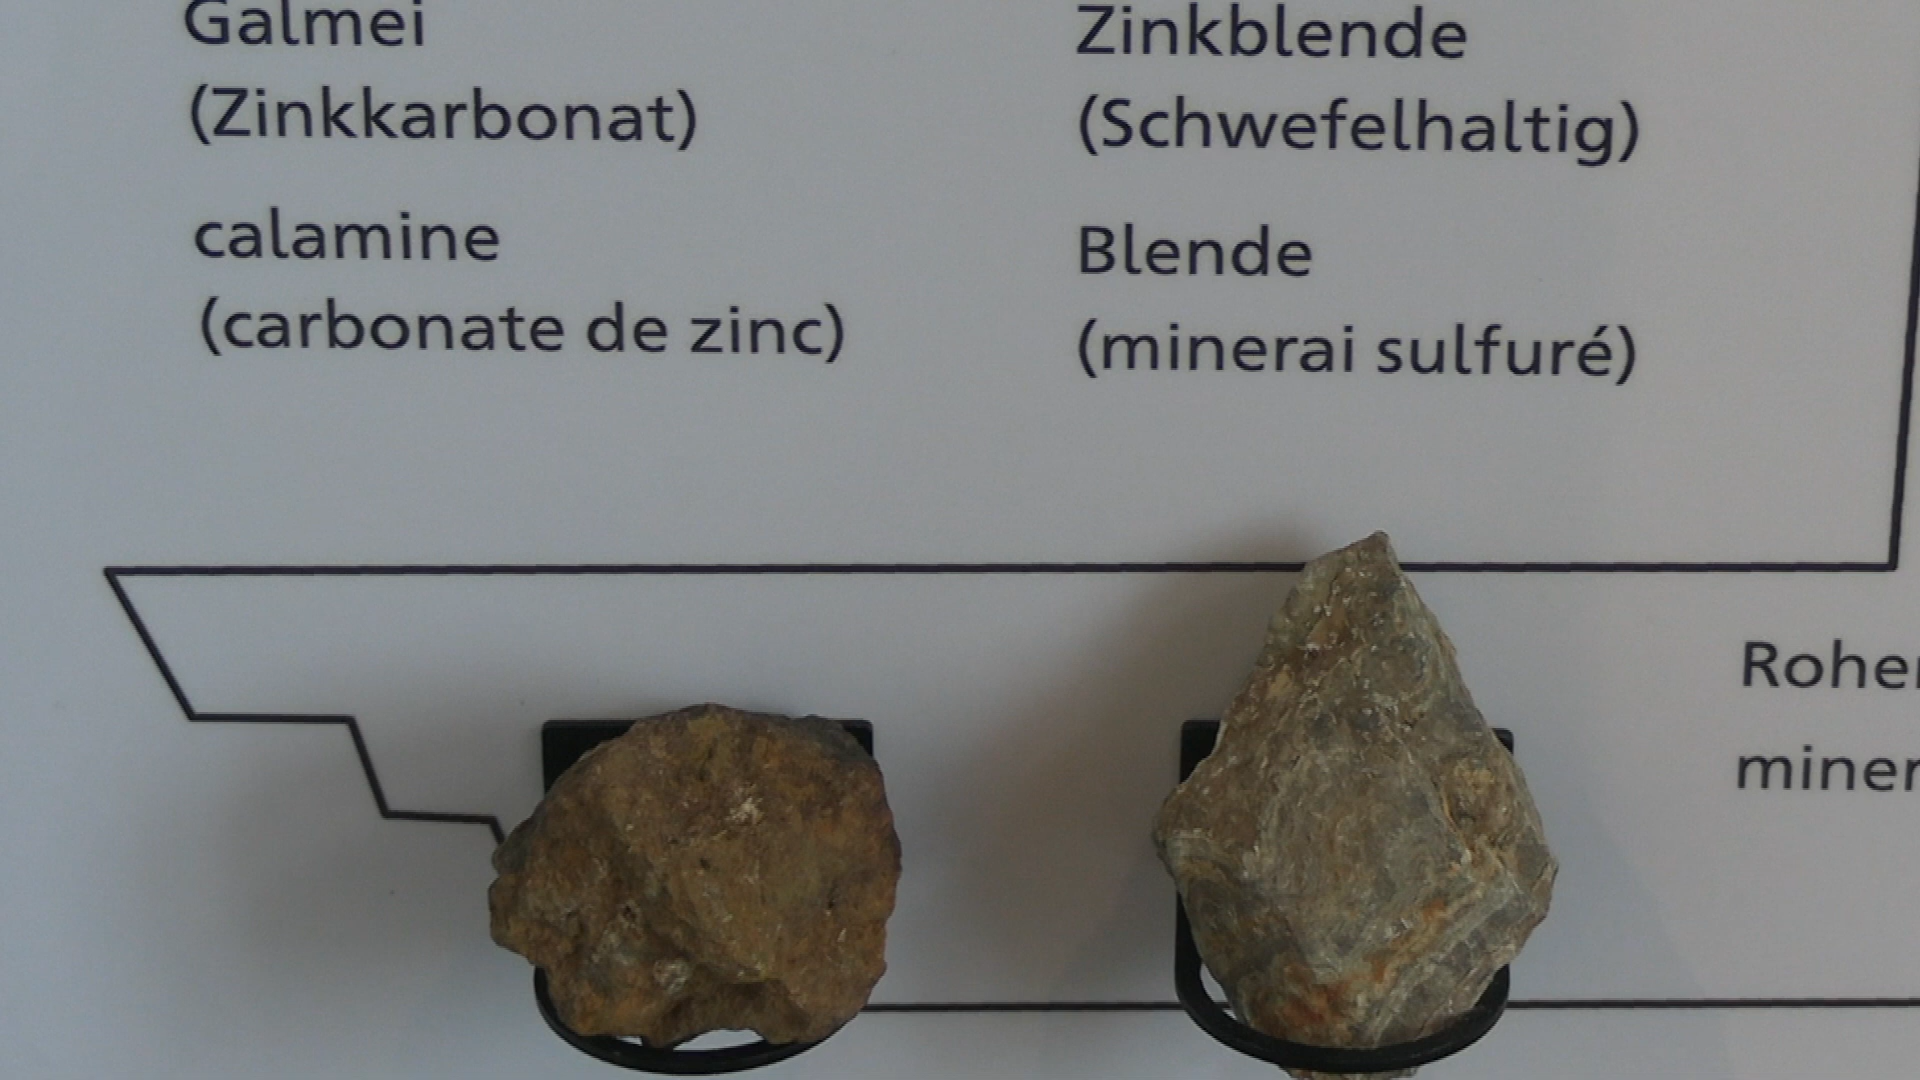 Galmei
(Zinkkarbonat)
calamine
(carbonate de zinc)
Zinkblende
(Schwefelhaltig)
Blende
(minerai sulfuré)